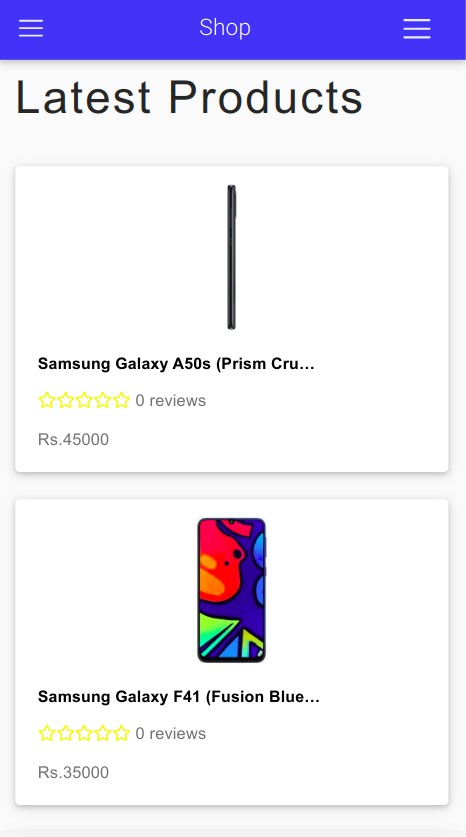 Shop
Latest Products
Samsung Galaxy A50s (Prism Cru...
0 reviews
Rs.45000
Samsung Galaxy F41 (Fusion Blue...
0 reviews
Rs.35000